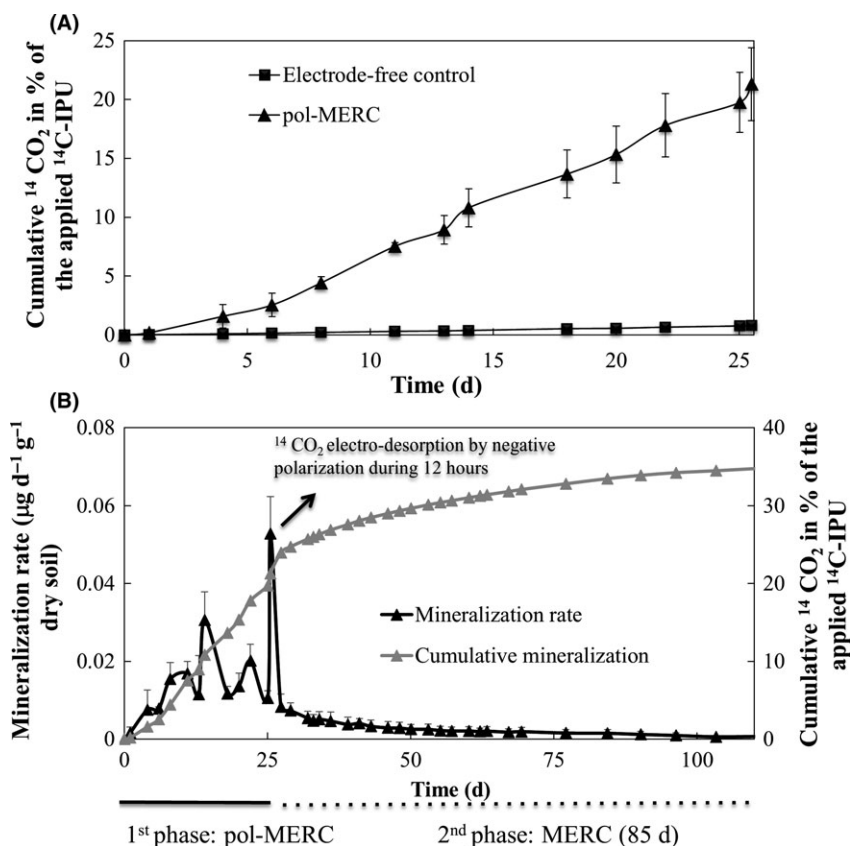 (A)
25
20
15
10
5
0
Cumulative ¹⁴ CO₂ in % of
the applied ¹⁴C-IPU
Electrode-free control
pol-MERC
0 5 10 15 20 25
Time (d)
(B)
0.08
0.06
0.04
0.02
0
Mineralization rate (µg d⁻¹ g⁻¹
dry soil)
¹⁴ CO₂ electro-desorption by negative
polarization during 12 hours
Mineralization rate
Cumulative mineralization
40
30
20
10
0
Cumulative ¹⁴ CO₂ in % of the
applied ¹⁴C-IPU
0 25 50 75 100
Time (d)
1ˢᵗ phase: pol-MERC 2ⁿᵈ phase: MERC (85 d)